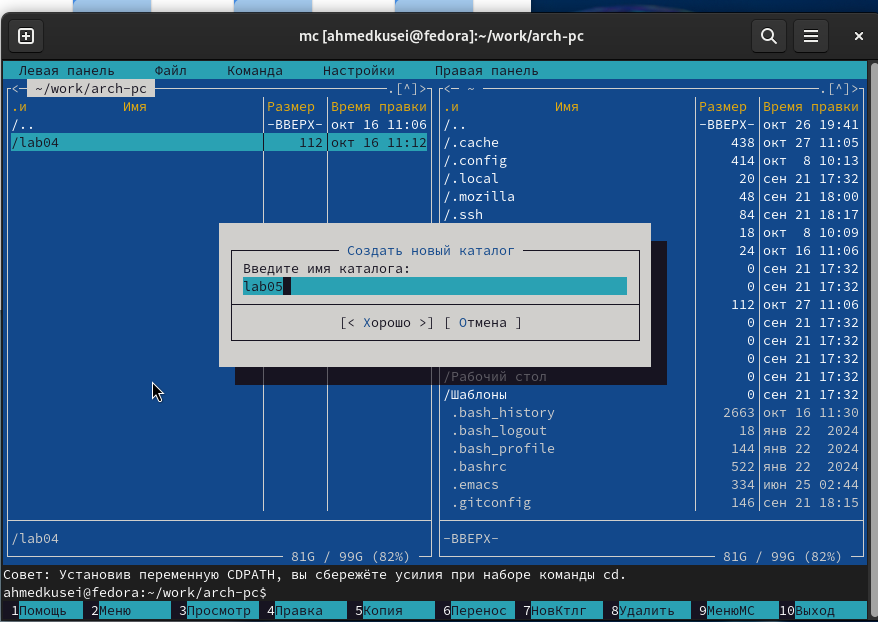 mc [ahmedkusei@fedora]:~/work/arch-pc
Левая панель Файл Команда Настройки Правая панель
<─ ~/work/arch-pc .[^]> <─ ~ .[^]>
.и Имя Размер Время правки .и Имя Размер Время правки
/.. -ВВЕРХ- окт 16 11:06 /.. -ВВЕРХ- окт 26 19:41
/lab04 112 окт 16 11:12 /.cache 438 окт 27 11:05
/.config 414 окт 8 10:13
/.local 20 сен 21 17:32
/.mozilla 48 сен 21 18:00
/.ssh 84 сен 21 18:17
18 окт 8 10:09
Создать новый каталог 24 окт 16 11:06
Введите имя каталога: 0 сен 21 17:32
lab05 0 сен 21 17:32
112 окт 27 11:06
[< Хорошо >] [ Отмена ] 0 сен 21 17:32
0 сен 21 17:32
0 сен 21 17:32
/Рабочий стол 0 сен 21 17:32
/Шаблоны 0 сен 21 17:32
.bash_history 2663 окт 16 11:30
.bash_logout 18 янв 22 2024
.bash_profile 144 янв 22 2024
.bashrc 522 янв 22 2024
.emacs 334 июн 25 02:44
.gitconfig 146 сен 21 18:15
/lab04 -ВВЕРХ-
81G / 99G (82%) 81G / 99G (82%)
Совет: Установив переменную CDPATH, вы сбережёте усилия при наборе команды cd.
ahmedkusei@fedora:~/work/arch-pc$
1Помощь 2Меню 3Просмотр 4Правка 5Копия 6Перенос 7НовКтлг 8Удалить 9МенюМС 10Выход